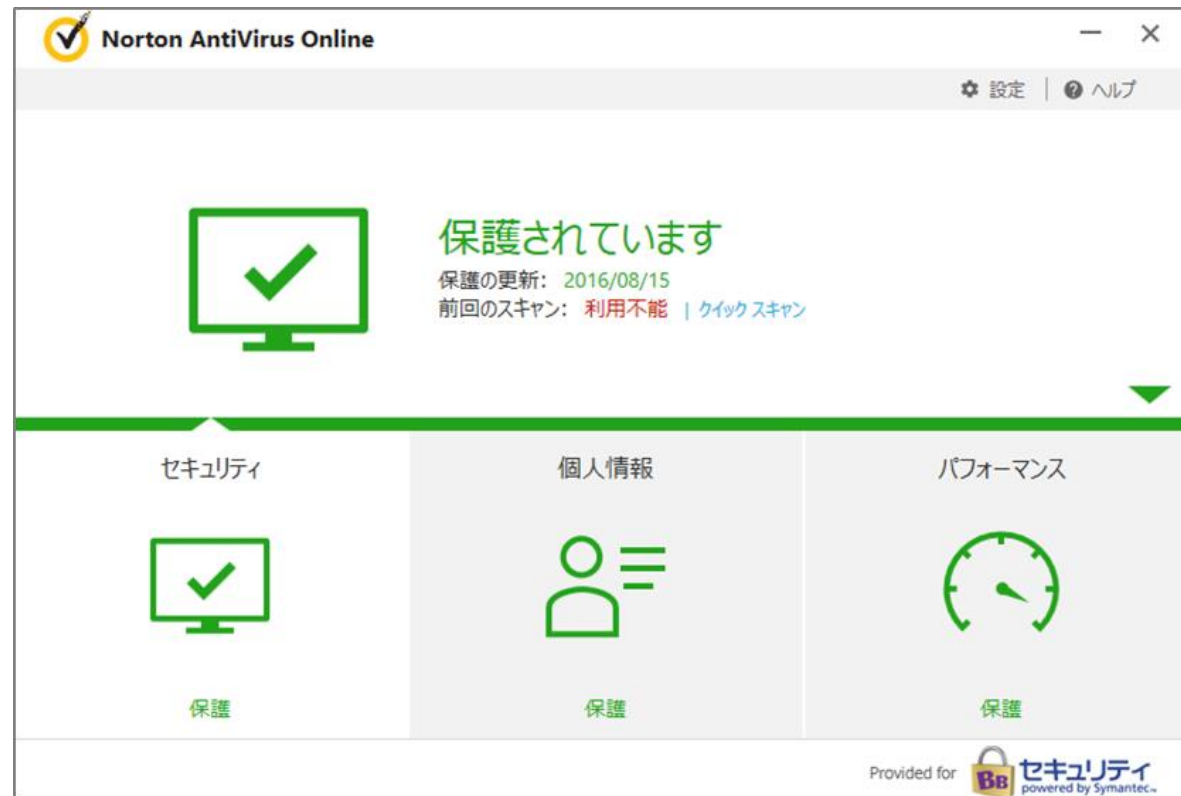 Norton AntiVirus Online
設定 | ヘルプ
保護されています
保護の更新: 2016/08/15
前回のスキャン: 利用不能 | クイック スキャン
セキュリティ 個人情報 パフォーマンス
保護 保護 保護
Provided for BB セキュリティ
powered by Symantec™